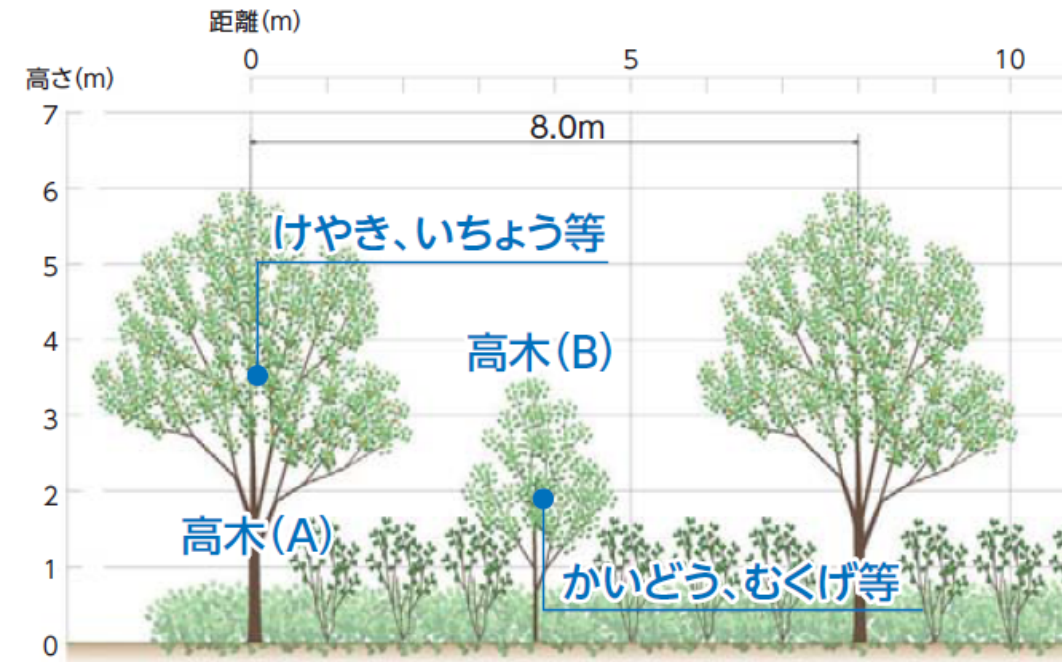 距離(m)
0 5 10
高さ(m)
7
8.0m
6
けやき、いちょう等
5
4
高木(B)
3
2
高木(A)
1
かいどう、むくげ等
0